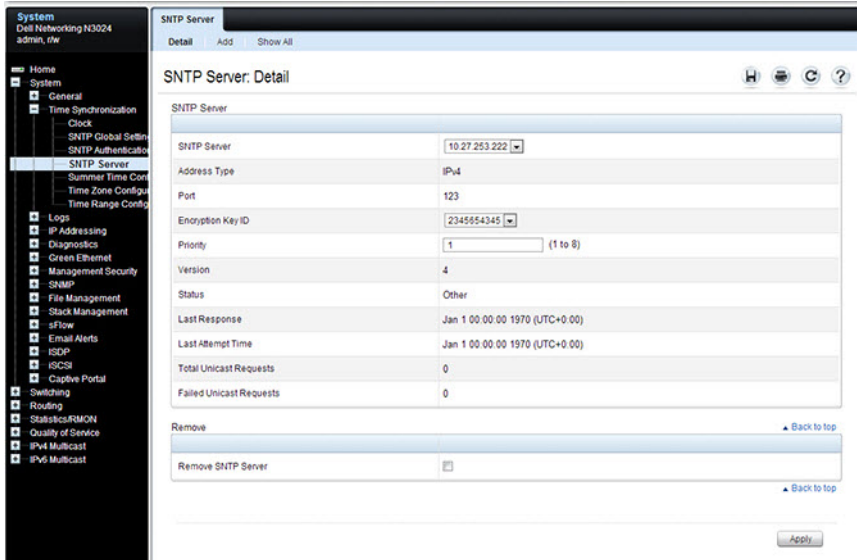 System
Dell Networking N3024
admin, r/w
Home
System
General
Time Synchronization
Clock
SNTP Global Settin
SNTP Authenticatio
SNTP Server
Summer Time Con
Time Zone Configu
Time Range Config
Logs
IP Addressing
Diagnostics
Green Ethernet
Management Security
SNMP
File Management
Stack Management
sFlow
Email Alerts
ISDP
iSCSI
Captive Portal
Switching
Routing
Statistics/RMON
Quality of Service
IPv4 Multicast
IPv6 Multicast
SNTP Server
Detail Add Show All
SNTP Server: Detail
SNTP Server
SNTP Server 10.27.253.222
Address Type IPv4
Port 123
Encryption Key ID 2345654345
Priority 1 (1 to 8)
Version 4
Status Other
Last Response Jan 1 00:00:00 1970 (UTC+0:00)
Last Attempt Time Jan 1 00:00:00 1970 (UTC+0:00)
Total Unicast Requests 0
Failed Unicast Requests 0
Remove Back to top
Remove SNTP Server
Back to top
Apply